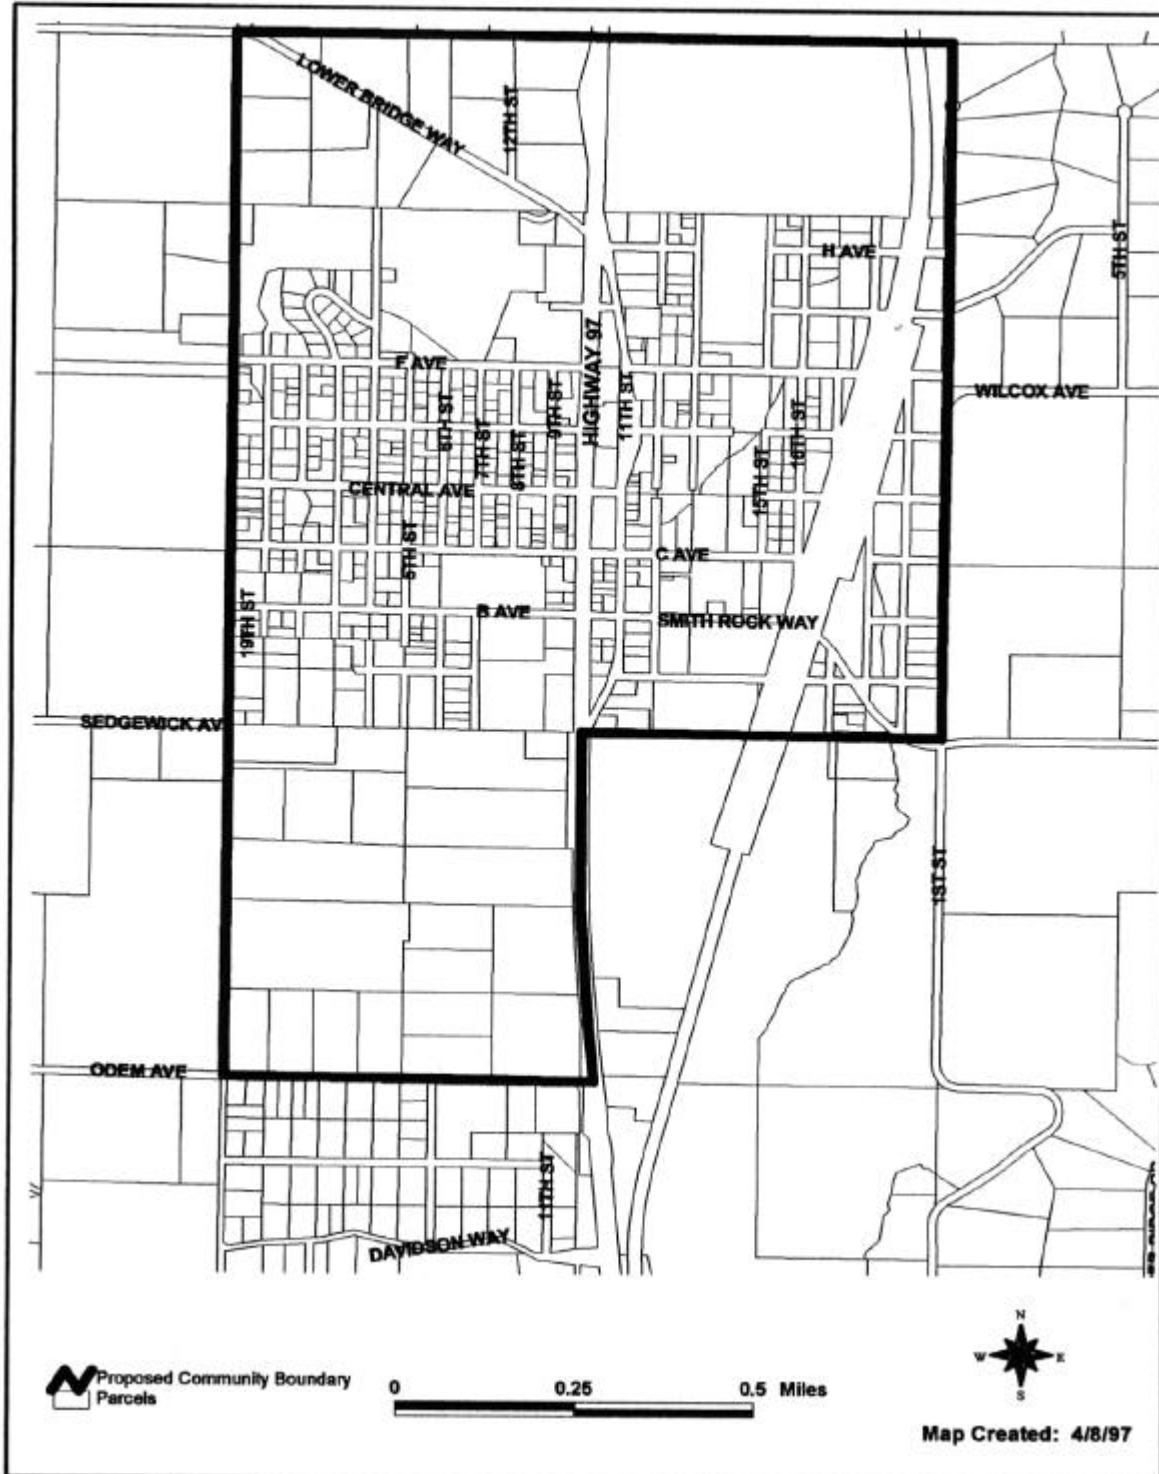 LOWER BRIDGE WAY
12TH ST
H AVE
5TH ST
HIGHWAY 97
F AVE
11TH ST
WILCOX AVE
6TH ST
7TH ST
8TH ST
9TH ST
16TH ST
15TH ST
CENTRAL AVE
5TH ST
C AVE
19TH ST
B AVE
SMITH ROCK WAY
SEDGEWICK AV
1ST ST
ODEM AVE
11TH ST
DAVIDSON WAY
N
W E
S
Proposed Community Boundary
Parcels
0 0.25 0.5 Miles
Map Created: 4/8/97